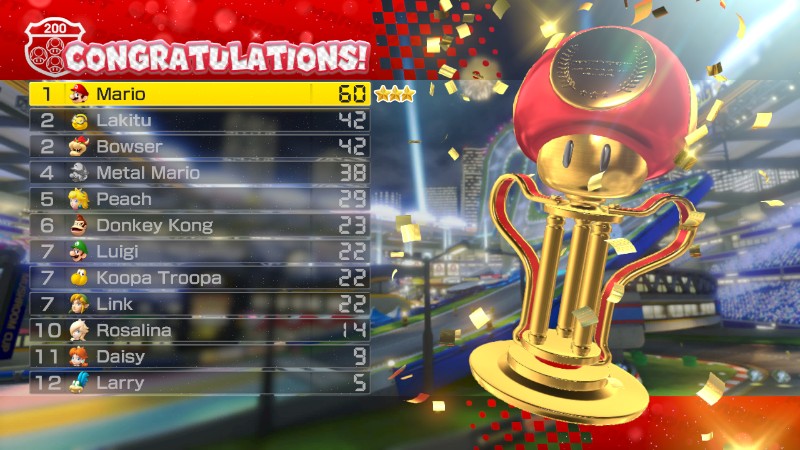 200
CONGRATULATIONS!
1 Mario 60
2 Lakitu 42
2 Bowser 42
4 Metal Mario 38
5 Peach 29
6 Donkey Kong 23
7 Luigi 22
7 Koopa Troopa 22
7 Link 22
10 Rosalina 14
11 Daisy 9
12 Larry 5